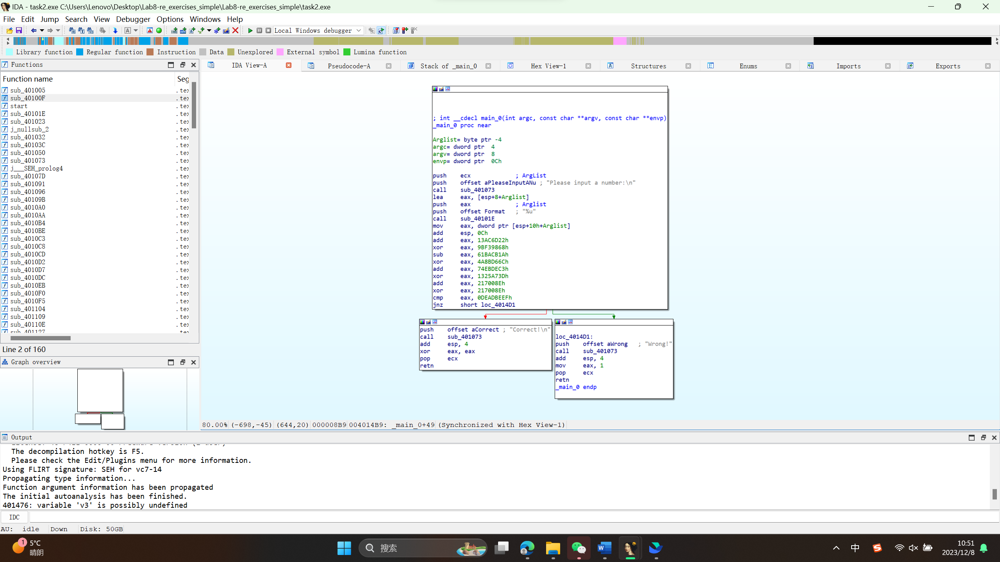 IDA - task2.exe C:\Users\Lenovo\Desktop\Lab8-re_exercises_simple\Lab8-re_exercises_simple\task2.exe
File Edit Jump Search View Debugger Options Windows Help
Local Windows debugger
Library function Regular function Instruction Data Unexplored External symbol Lumina function
Functions
IDA View-A Pseudocode-A Stack of _main_0 Hex View-1 Structures Enums Imports Exports
Function name Seg
sub_401005 .tex
sub_40100F .tex
start .tex
sub_40101E .tex
sub_401023 .tex
j_nullsub_2 .tex
sub_401032 .tex
sub_40103C .tex
sub_401050 .tex
sub_401073 .tex
j___SEH_prolog4 .tex
sub_40107D .tex
sub_401091 .tex
sub_401096 .tex
sub_40109B .tex
sub_4010A0 .tex
sub_4010AA .tex
sub_4010B4 .tex
sub_4010BE .tex
sub_4010C3 .tex
sub_4010C8 .tex
sub_4010CD .tex
sub_4010D2 .tex
sub_4010D7 .tex
sub_4010DC .tex
sub_4010EB .tex
sub_4010F0 .tex
sub_4010F5 .tex
sub_401104 .tex
sub_401109 .tex
sub_40110E .tex
sub_401127 .tex
Line 2 of 160
Graph overview
; int __cdecl main_0(int argc, const char **argv, const char **envp)
_main_0 proc near
Arglist= byte ptr -4
argc= dword ptr 4
argv= dword ptr 8
envp= dword ptr 0Ch
push ecx ; ArgList
push offset aPleaseInputANu ; "Please input a number:\n"
call sub_401073
lea eax, [esp+8+Arglist]
push eax ; Arglist
push offset Format ; "%u"
call sub_40101E
mov eax, dword ptr [esp+10h+Arglist]
add esp, 0Ch
add eax, 13AC6D22h
xor eax, 9BF39868h
sub eax, 61BACB1Ah
xor eax, 4A8BD66Ch
add eax, 74EBDEC3h
xor eax, 1325A73Dh
add eax, 217008Eh
xor eax, 217008Eh
cmp eax, 0DEADBEEFh
jnz short loc_4014D1
push offset aCorrect ; "Correct!\n"
call sub_401073
add esp, 4
xor eax, eax
pop ecx
retn
loc_4014D1:
push offset aWrong ; "Wrong!"
call sub_401073
add esp, 4
mov eax, 1
pop ecx
retn
_main_0 endp
80.00% (-698,-45) (644,20) 000008B9 004014B9: _main_0+49 (Synchronized with Hex View-1)
Output
The decompilation hotkey is F5.
Please check the Edit/Plugins menu for more information.
Using FLIRT signature: SEH for vc7-14
Propagating type information...
Function argument information has been propagated
The initial autoanalysis has been finished.
401476: variable 'v3' is possibly undefined
IDC
AU: idle Down Disk: 50GB
1
5°C
晴朗
搜索
中
10:51
2023/12/8